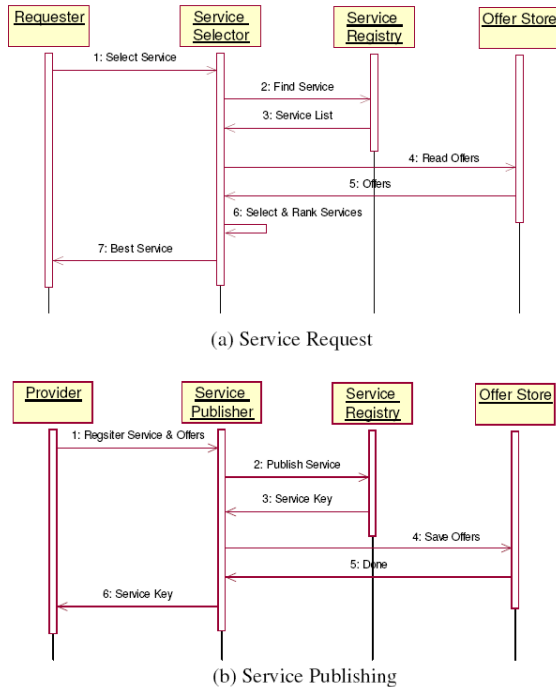 Requester
Service
Selector
Service
Registry
Offer Store
1: Select Service
2: Find Service
3: Service List
4: Read Offers
5: Offers
6: Select & Rank Services
7: Best Service
(a) Service Request
Provider
Service
Publisher
Service
Registry
Offer Store
1: Regsiter Service & Offers
2: Publish Service
3: Service Key
4: Save Offers
5: Done
6: Service Key
(b) Service Publishing